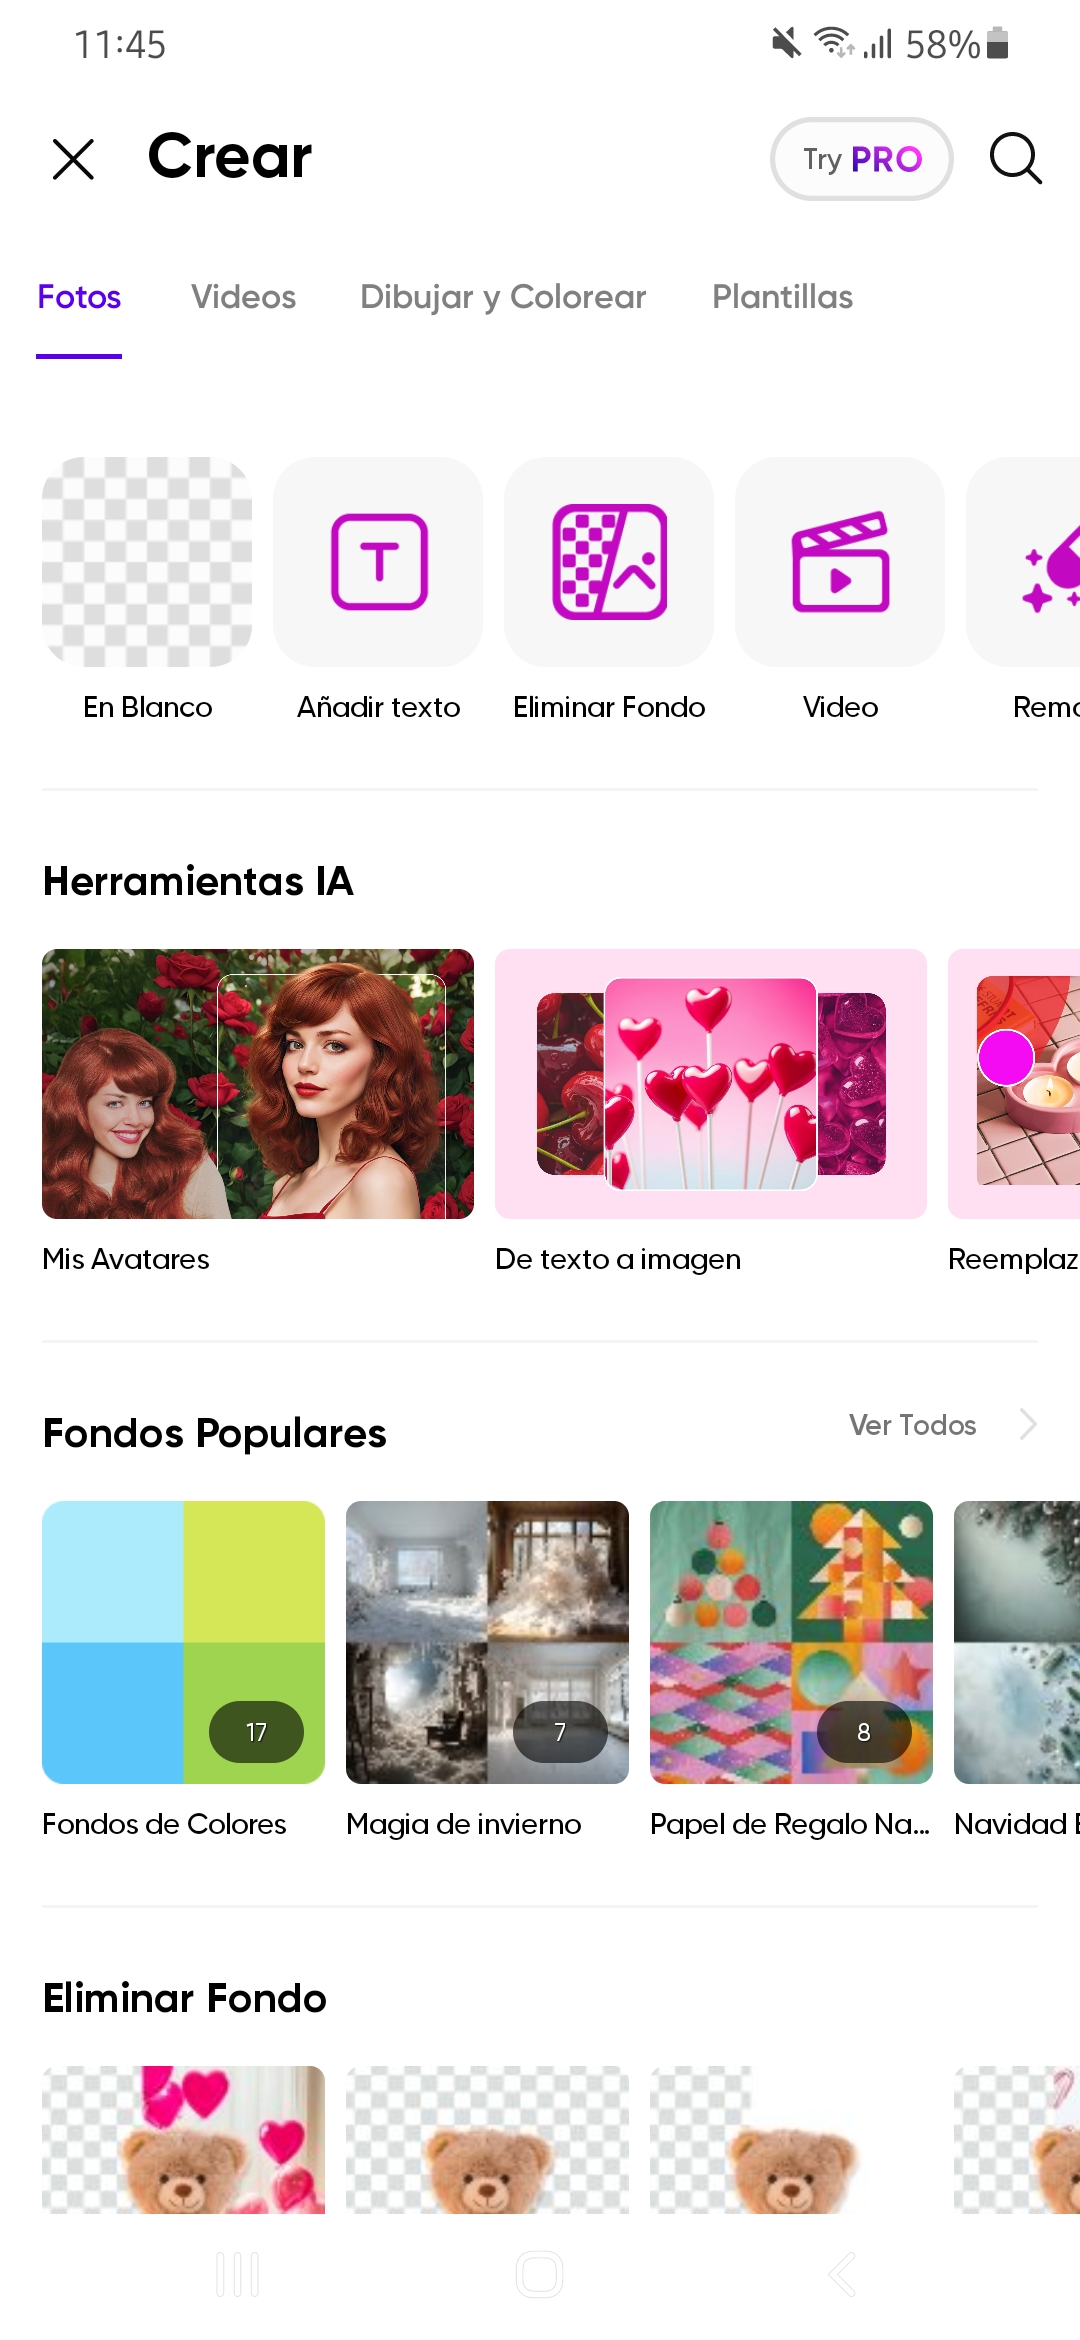 11:45
58%
Crear
Try PRO
Fotos
Videos
Dibujar y Colorear
Plantillas
T
En Blanco
Añadir texto
Eliminar Fondo
Video
Remo
Herramientas IA
Mis Avatares
De texto a imagen
Reemplaz
Fondos Populares
Ver Todos
17
7
8
Fondos de Colores
Magia de invierno
Papel de Regalo Na...
Navidad
Eliminar Fondo